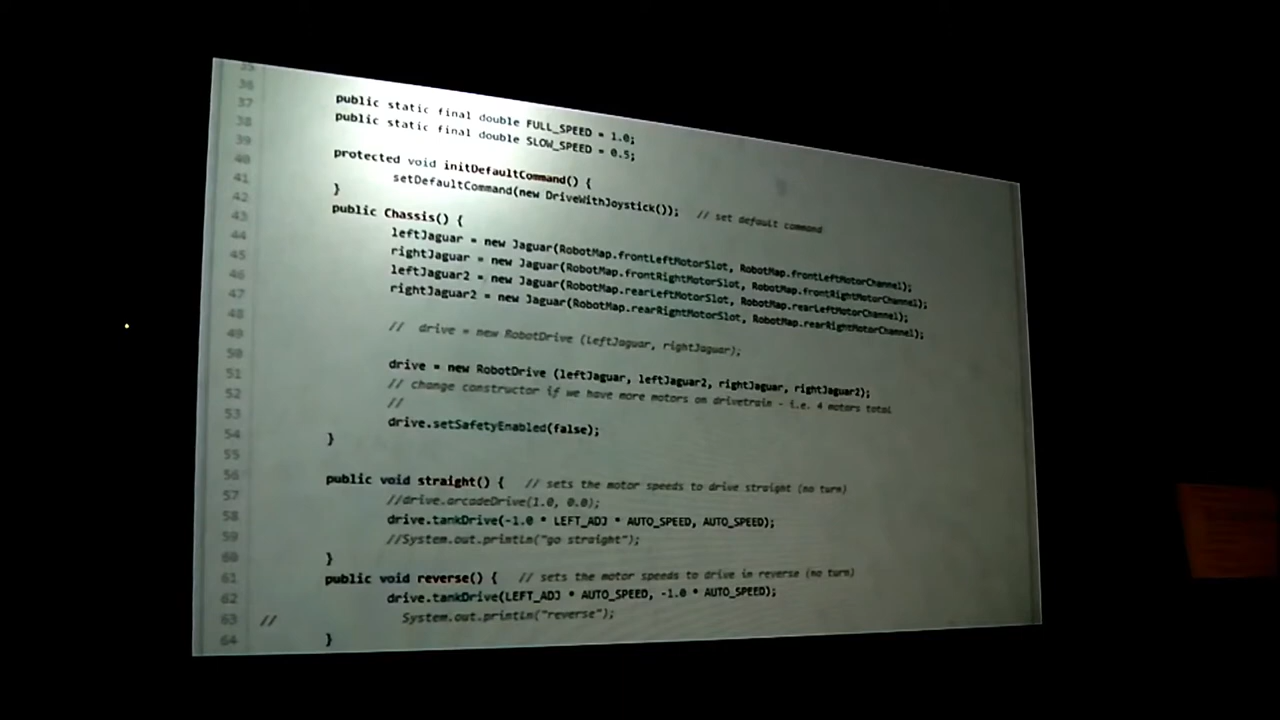 35
36
37 public static final double FULL_SPEED = 1.0;
38 public static final double SLOW_SPEED = 0.5;
39
40 protected void initDefaultCommand() {
41 setDefaultCommand(new DriveWithJoystick()); // set default command
42 }
43 public Chassis() {
44 leftJaguar = new Jaguar(RobotMap.frontLeftMotorSlot, RobotMap.frontLeftMotorChannel);
45 rightJaguar = new Jaguar(RobotMap.frontRightMotorSlot, RobotMap.frontRightMotorChannel);
46 leftJaguar2 = new Jaguar(RobotMap.rearLeftMotorSlot, RobotMap.rearLeftMotorChannel);
47 rightJaguar2 = new Jaguar(RobotMap.rearRightMotorSlot, RobotMap.rearRightMotorChannel);
48
49 // drive = new RobotDrive (leftJaguar, rightJaguar);
50
51 drive = new RobotDrive (leftJaguar, leftJaguar2, rightJaguar, rightJaguar2);
52 // change constructor if we have more motors on drivetrain - i.e. 4 motors total
53 //
54 drive.setSafetyEnabled(false);
55 }
56 public void straight() { // sets the motor speeds to drive straight (no turn)
57 //drive.arcadeDrive(1.0, 0.0);
58 drive.tankDrive(-1.0 * LEFT_ADJ * AUTO_SPEED, AUTO_SPEED);
59 //System.out.println("go straight");
60 }
61 public void reverse() { // sets the motor speeds to drive in reverse (no turn)
62 drive.tankDrive(LEFT_ADJ * AUTO_SPEED, -1.0 * AUTO_SPEED);
63 // System.out.println("reverse");
64 }